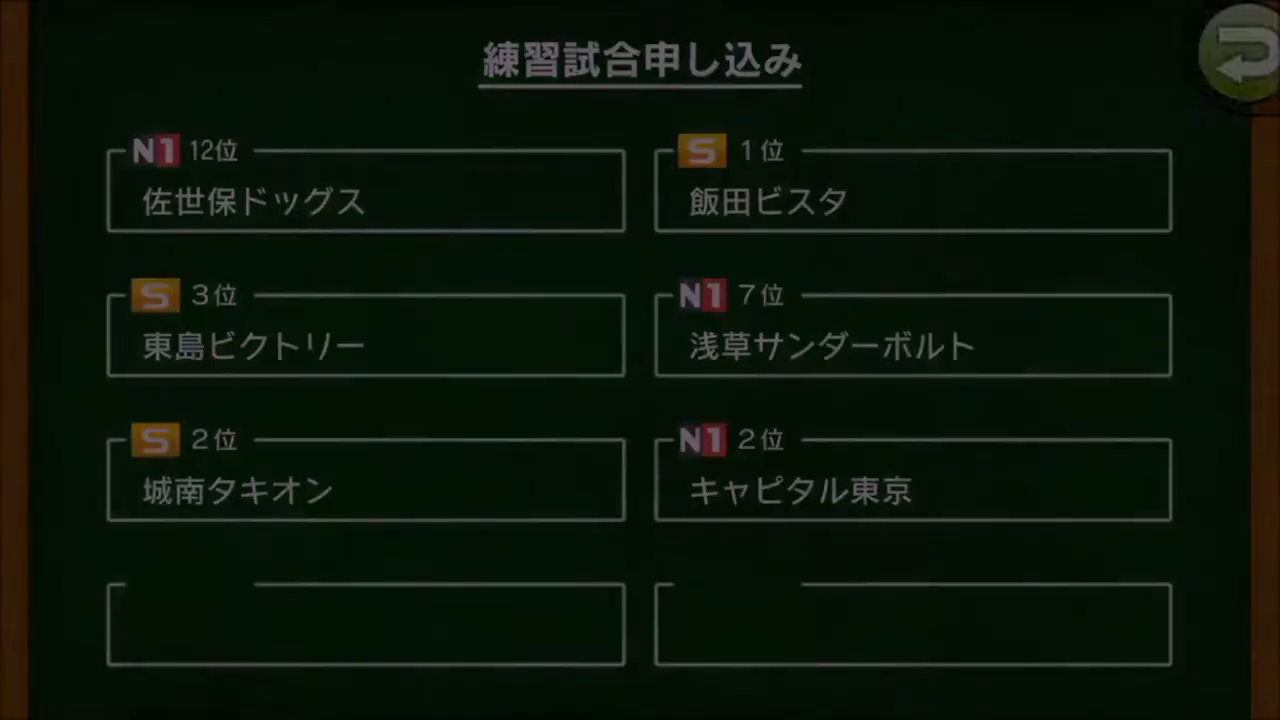 練習試合申し込み
N1 12位
佐世保ドッグス
S 1位
飯田ビスタ
S 3位
東島ビクトリー
N1 7位
浅草サンダーボルト
S 2位
城南タキオン
N1 2位
キャピタル東京